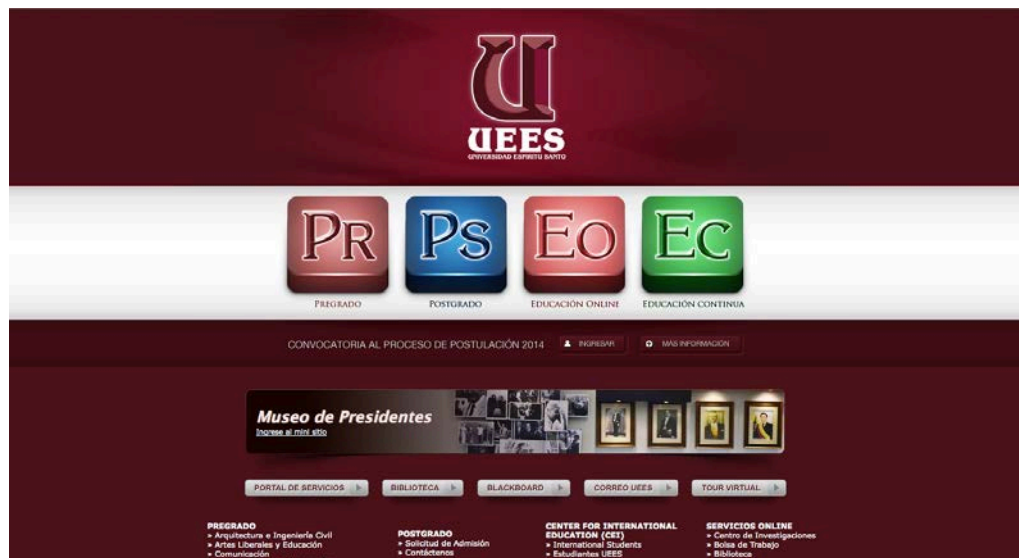 U
UEES
UNIVERSIDAD ESPIRITU SANTO
PR
PS
EO
EC
PREGRADO
POSTGRADO
EDUCACIÓN ONLINE
EDUCACIÓN CONTINUA
CONVOCATORIA AL PROCESO DE POSTULACIÓN 2014
INGRESAR
MAS INFORMACIÓN
Museo de Presidentes
Ingrese al mini sitio
PORTAL DE SERVICIOS
BIBLIOTECA
BLACKBOARD
CORREO UEES
TOUR VIRTUAL
PREGRADO
» Arquitectura e Ingeniería Civil
» Artes Liberales y Educación
» Comunicación
POSTGRADO
» Solicitud de Admisión
» Contáctenos
CENTER FOR INTERNATIONAL
EDUCATION (CEI)
» International Students
» Estudiantes UEES
SERVICIOS ONLINE
» Centro de Investigaciones
» Bolsa de Trabajo
» Biblioteca